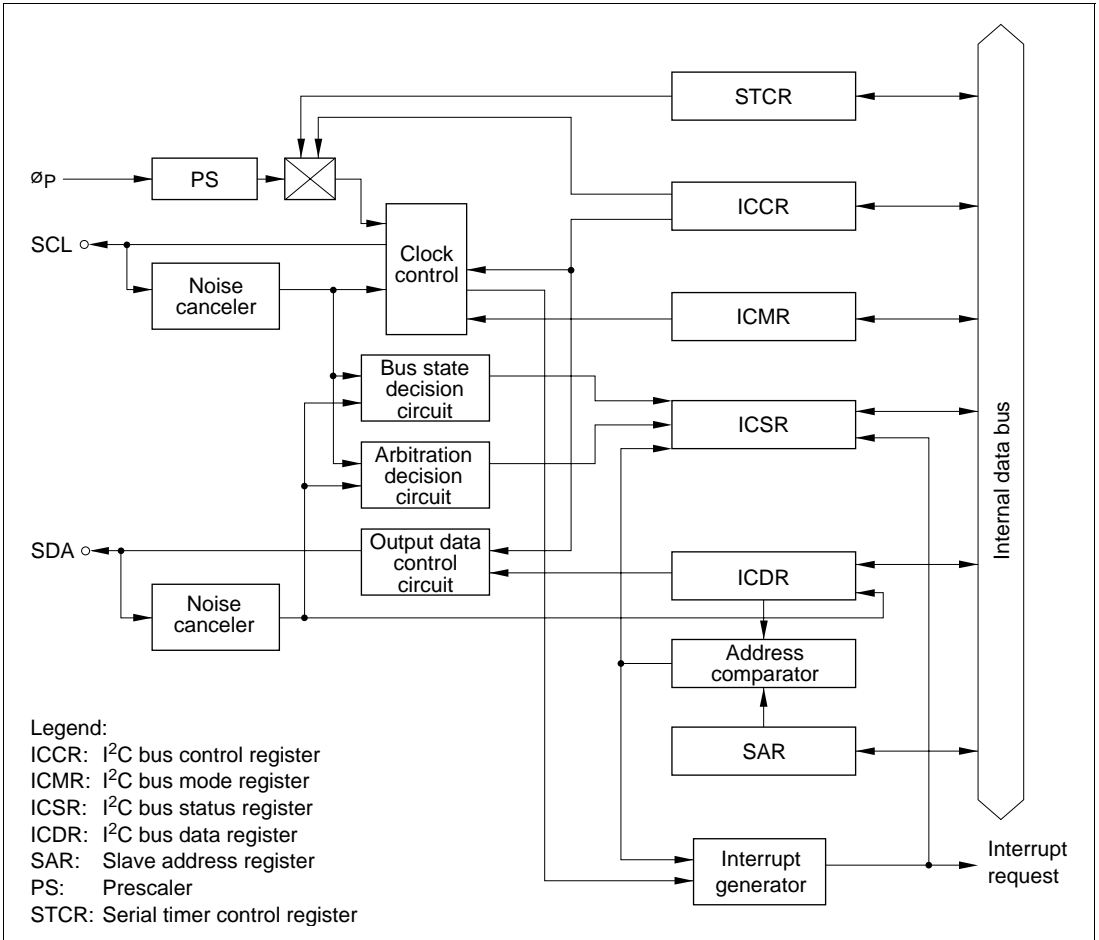 STCR
øP
PS
ICCR
SCL
Clock
control
Noise
canceler
ICMR
Bus state
decision
circuit
ICSR
Arbitration
decision
circuit
Internal data bus
SDA
Output data
control
circuit
ICDR
Noise
canceler
Address
comparator
SAR
Interrupt
generator
Interrupt
request
Legend:
ICCR: I²C bus control register
ICMR: I²C bus mode register
ICSR: I²C bus status register
ICDR: I²C bus data register
SAR: Slave address register
PS: Prescaler
STCR: Serial timer control register